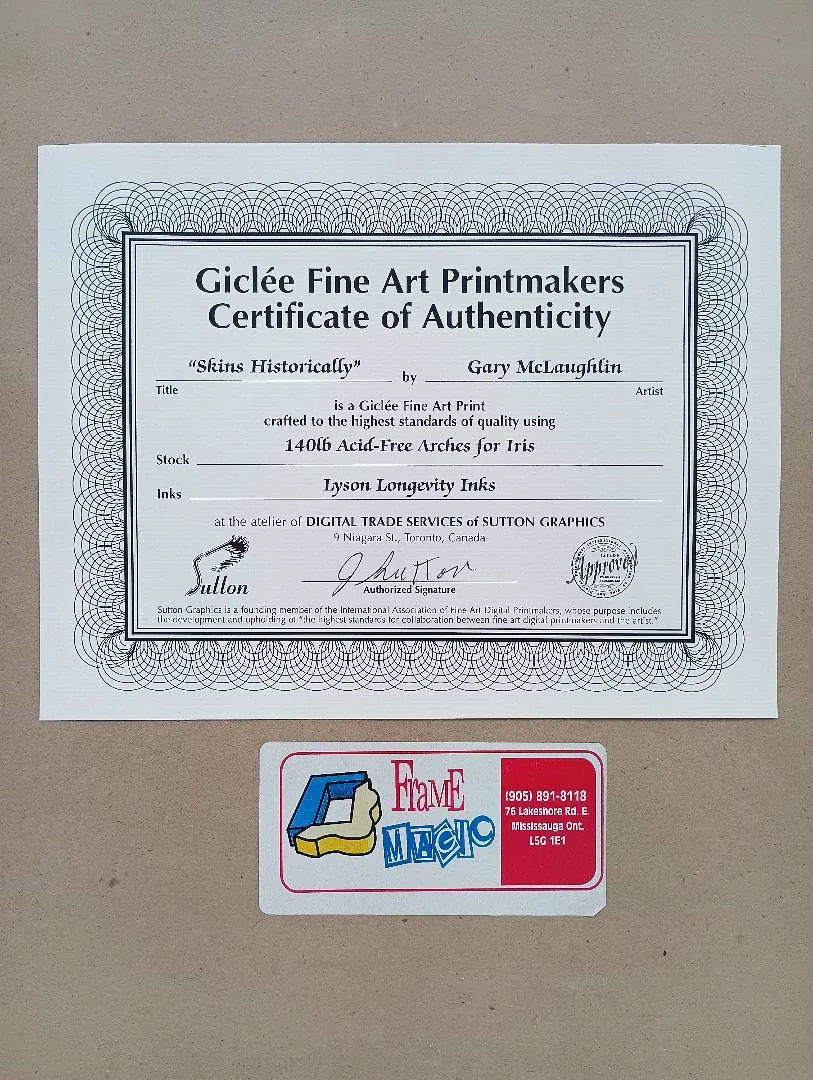 Giclée Fine Art Printmakers
Certificate of Authenticity
"Skins Historically" by Gary McLaughlin
Title Artist
is a Giclée Fine Art Print
crafted to the highest standards of quality using
Stock 140lb Acid-Free Arches for Iris
Inks Lyson Longevity Inks
at the atelier of DIGITAL TRADE SERVICES of SUTTON GRAPHICS
9 Niagara St., Toronto, Canada
Sutton
J Sutton
Approved
Authorized Signature
Sutton Graphics is a founding member of the International Association of Fine Art Digital Printmakers, whose purpose includes
the development and upholding of "the highest standards for collaboration between fine art digital printmakers and the artist."
FRaME
MAGIC
(905) 891-8118
76 Lakeshore Rd. E.
Mississauga Ont.
L5G 1E1